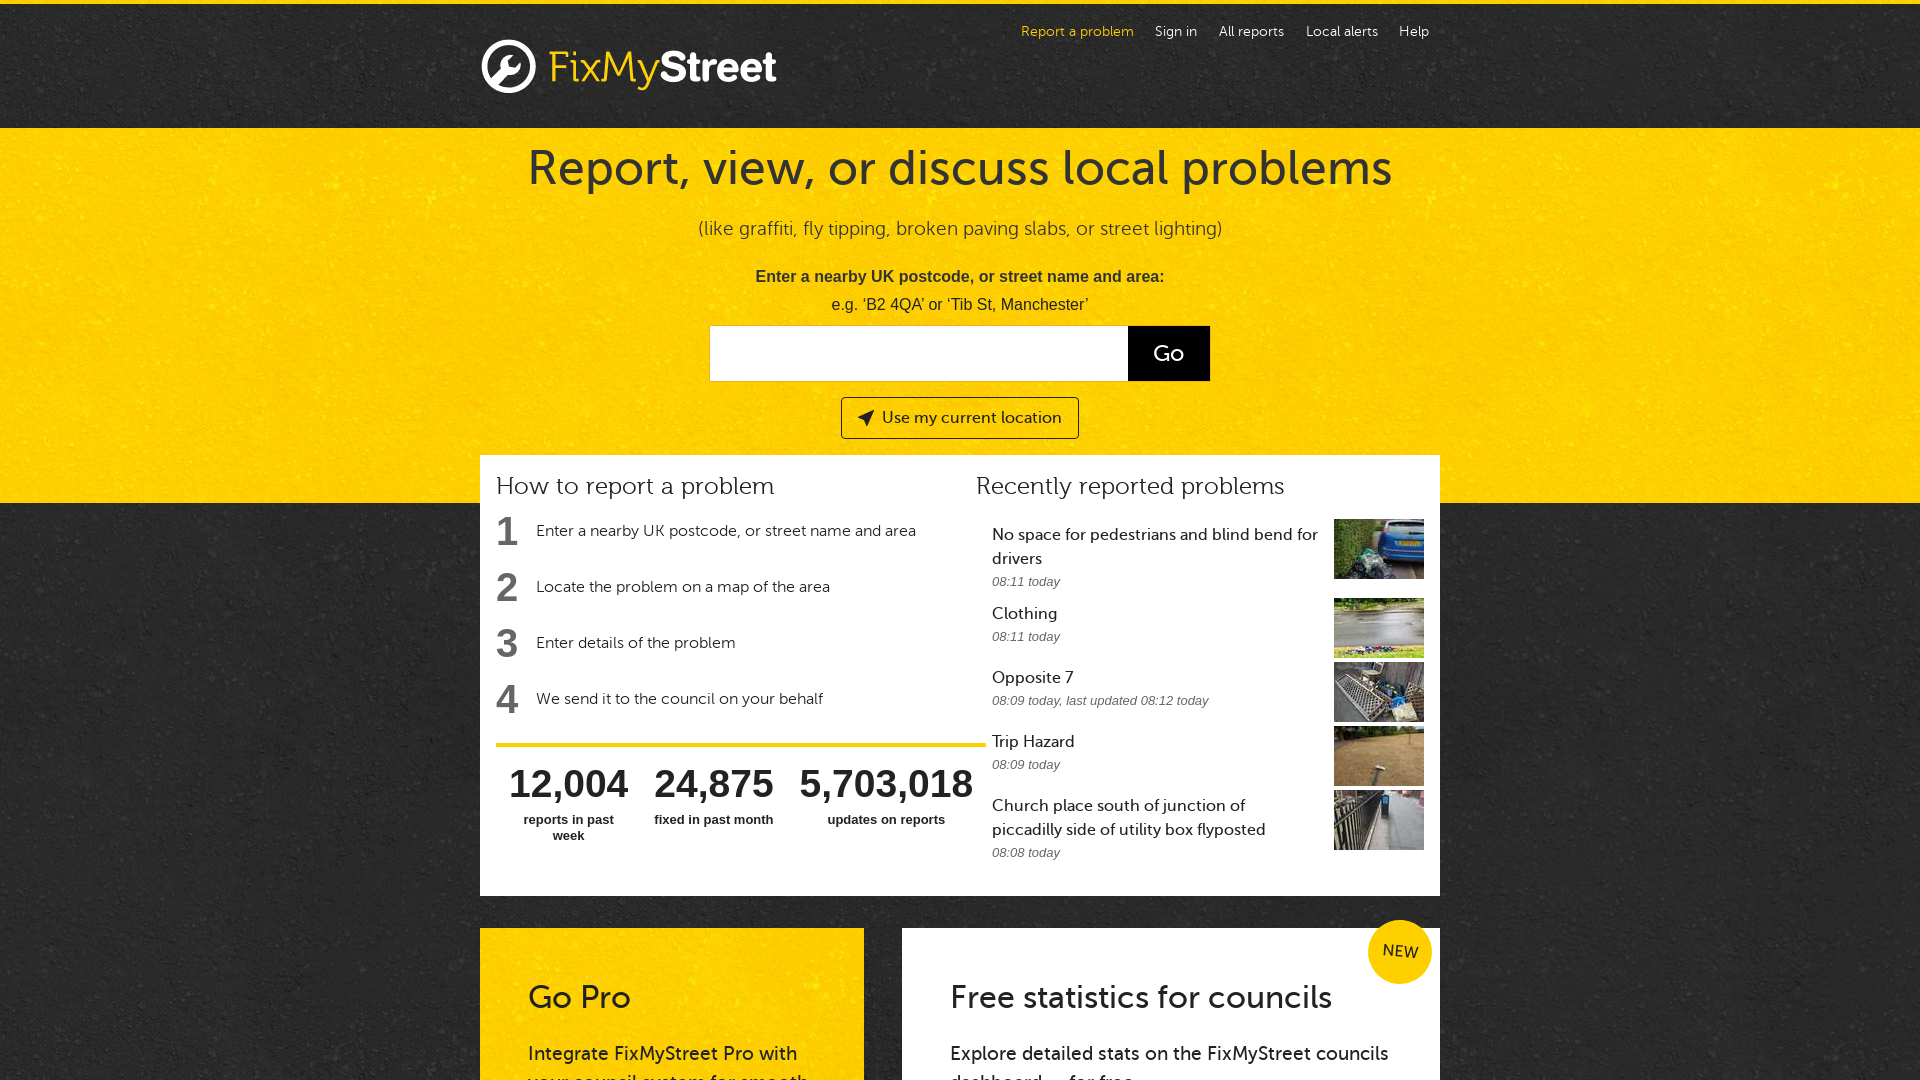 Report a problem
Sign in
All reports
Local alerts
Help
FixMyStreet
Report, view, or discuss local problems
(like graffiti, fly tipping, broken paving slabs, or street lighting)
Enter a nearby UK postcode, or street name and area:
e.g. ‘B2 4QA’ or ‘Tib St, Manchester’
Go
Use my current location
How to report a problem
1 Enter a nearby UK postcode, or street name and area
2 Locate the problem on a map of the area
3 Enter details of the problem
4 We send it to the council on your behalf
12,004
reports in past
week
24,875
fixed in past month
5,703,018
updates on reports
Recently reported problems
No space for pedestrians and blind bend for
drivers
08:11 today
Clothing
08:11 today
Opposite 7
08:09 today, last updated 08:12 today
Trip Hazard
08:09 today
Church place south of junction of
piccadilly side of utility box flyposted
08:08 today
Go Pro
Integrate FixMyStreet Pro with
your council system for smooth
NEW
Free statistics for councils
Explore detailed stats on the FixMyStreet councils
dashboard — for free